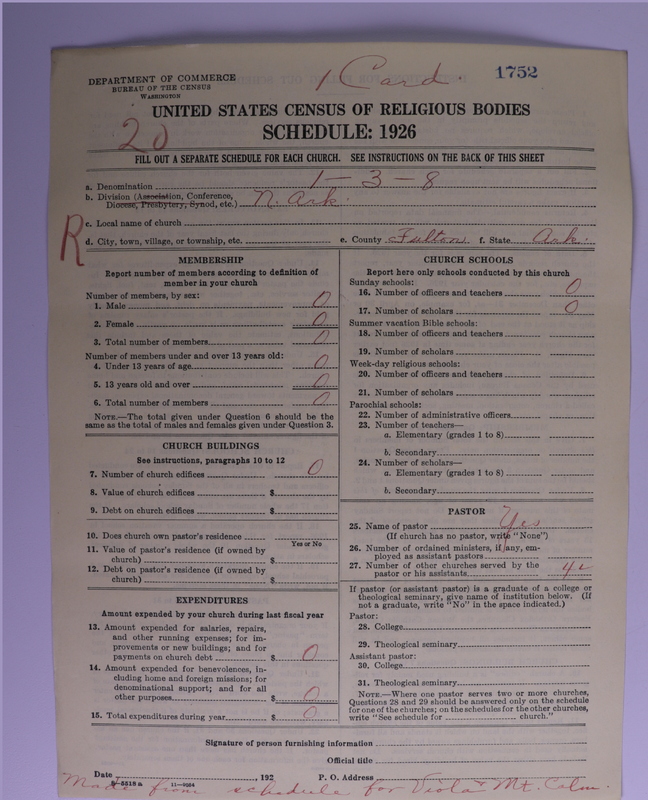 1 Card
1752
DEPARTMENT OF COMMERCE
BUREAU OF THE CENSUS
WASHINGTON
UNITED STATES CENSUS OF RELIGIOUS BODIES
20
SCHEDULE: 1926
FILL OUT A SEPARATE SCHEDULE FOR EACH CHURCH. SEE INSTRUCTIONS ON THE BACK OF THIS SHEET
a. Denomination 1-3-8
b. Division (Association, Conference, Diocese, Presbytery, Synod, etc.) N. Ark.
R
c. Local name of church
d. City, town, village, or township, etc. e. County Fulton f. State Ark.
MEMBERSHIP
Report number of members according to definition of
member in your church
Number of members, by sex:
1. Male 0
2. Female 0
3. Total number of members 0
Number of members under and over 13 years old:
4. Under 13 years of age 0
5. 13 years old and over 0
6. Total number of members 0
NOTE.—The total given under Question 6 should be the
same as the total of males and females given under Question 3.
CHURCH BUILDINGS
See instructions, paragraphs 10 to 12
7. Number of church edifices 0
8. Value of church edifices $
9. Debt on church edifices $
10. Does church own pastor's residence
Yes or No
11. Value of pastor's residence (if owned by
church) $
12. Debt on pastor's residence (if owned by
church) $
EXPENDITURES
Amount expended by your church during last fiscal year
13. Amount expended for salaries, repairs,
and other running expenses; for im-
provements or new buildings; and for
payments on church debt $ 0
14. Amount expended for benevolences, in-
cluding home and foreign missions; for
denominational support; and for all
other purposes $ 0
15. Total expenditures during year $ 0
CHURCH SCHOOLS
Report here only schools conducted by this church
Sunday schools:
16. Number of officers and teachers 0
17. Number of scholars 0
Summer vacation Bible schools:
18. Number of officers and teachers
19. Number of scholars
Week-day religious schools:
20. Number of officers and teachers
21. Number of scholars
Parochial schools:
22. Number of administrative officers
23. Number of teachers—
a. Elementary (grades 1 to 8)
b. Secondary
24. Number of scholars—
a. Elementary (grades 1 to 8)
b. Secondary
PASTOR
25. Name of pastor Yes
(If church has no pastor, write "None")
26. Number of ordained ministers, if any, em-
ployed as assistant pastors
27. Number of other churches served by the
pastor or his assistants
If pastor (or assistant pastor) is a graduate of a college or
theological seminary, give name of institution below. (If
not a graduate, write "No" in the space indicated.)
Pastor:
28. College
29. Theological seminary
Assistant pastor:
30. College
31. Theological seminary
NOTE.—Where one pastor serves two or more churches,
Questions 28 and 29 should be answered only on the schedule
for one of the churches; on the schedules for the other churches,
write "See schedule for church."
Signature of person furnishing information
Official title
Date , 192 P. O. Address
8-5518a 11-9264
Made from schedule for Viola & Mt. Calm.